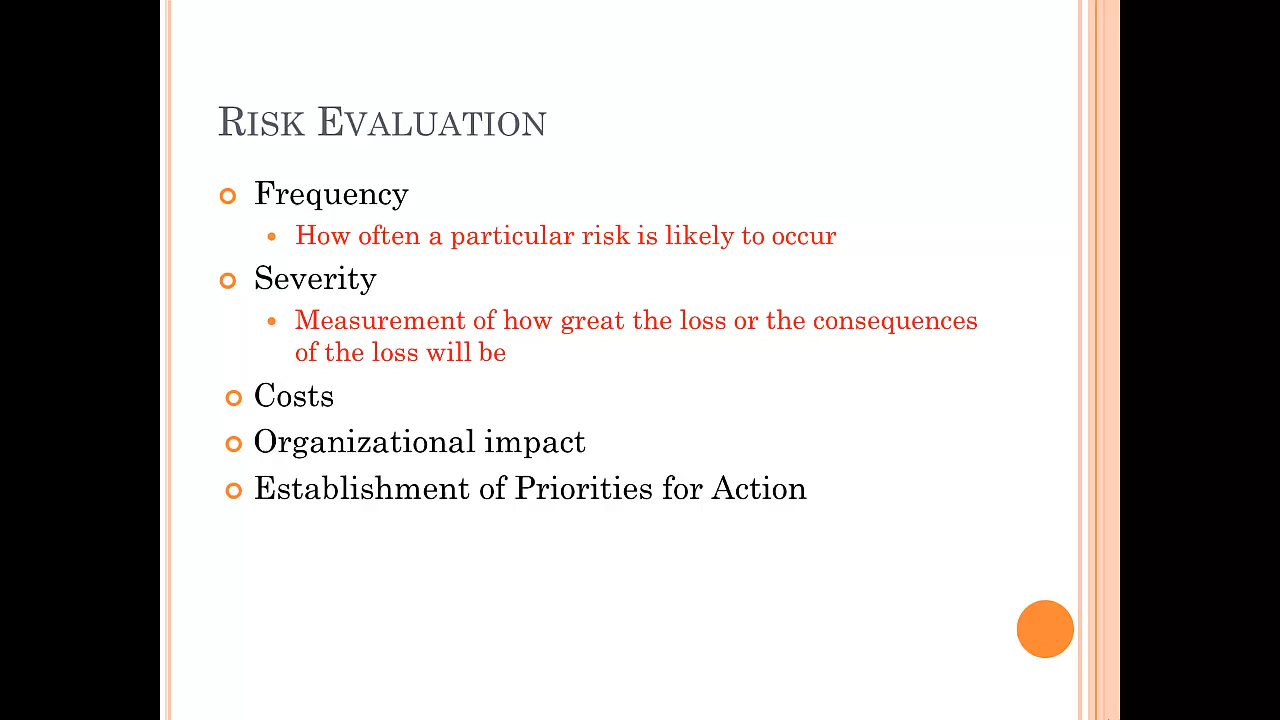 Risk Evaluation
Frequency
How often a particular risk is likely to occur
Severity
Measurement of how great the loss or the consequences
of the loss will be
Costs
Organizational impact
Establishment of Priorities for Action